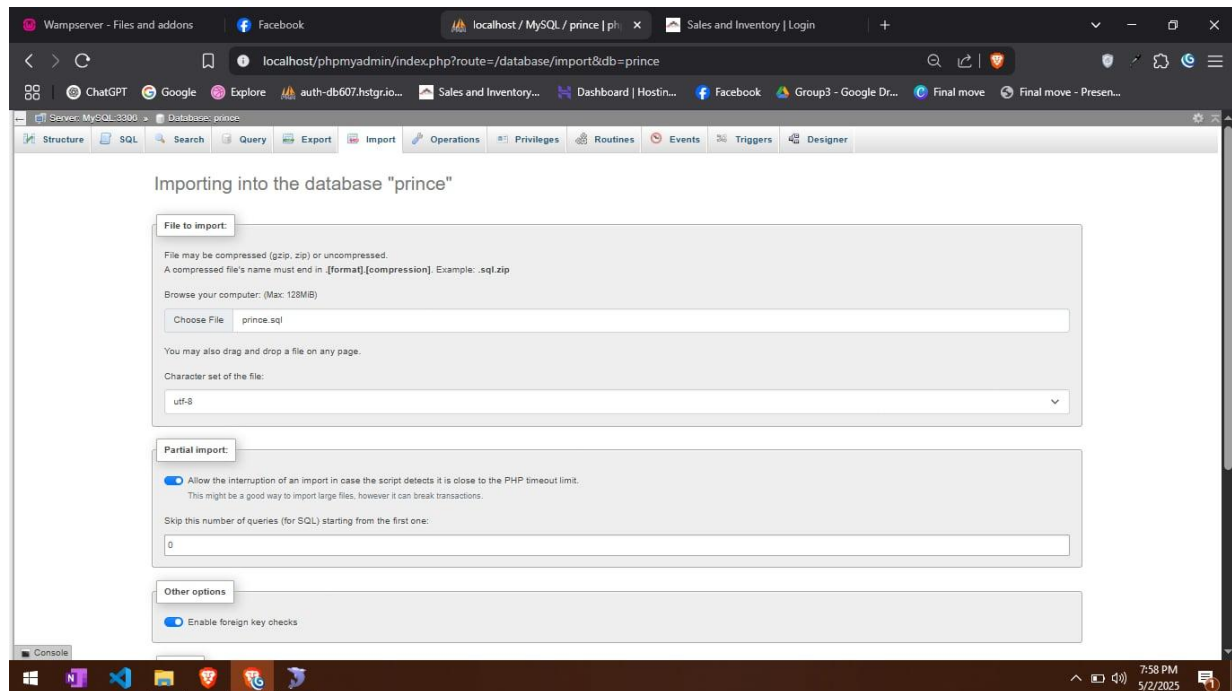 Wampserver - Files and addons
Facebook
localhost / MySQL / prince | ph
Sales and Inventory | Login
localhost/phpmyadmin/index.php?route=/database/import&db=prince
ChatGPT
Google
Explore
auth-db607.hstgr.io...
Sales and Inventory...
Dashboard | Hostin...
Facebook
Group3 - Google Dr...
Final move
Final move - Presen...
Server: MySQL:3306 » Database: prince
Structure
SQL
Search
Query
Export
Import
Operations
Privileges
Routines
Events
Triggers
Designer
Importing into the database "prince"
File to import:
File may be compressed (gzip, zip) or uncompressed.
A compressed file's name must end in .[format].[compression]. Example: .sql.zip
Browse your computer: (Max: 128MiB)
Choose File prince.sql
You may also drag and drop a file on any page.
Character set of the file:
utf-8
Partial import:
Allow the interruption of an import in case the script detects it is close to the PHP timeout limit.
This might be a good way to import large files, however it can break transactions.
Skip this number of queries (for SQL) starting from the first one:
0
Other options
Enable foreign key checks
Console
7:58 PM
5/2/2025